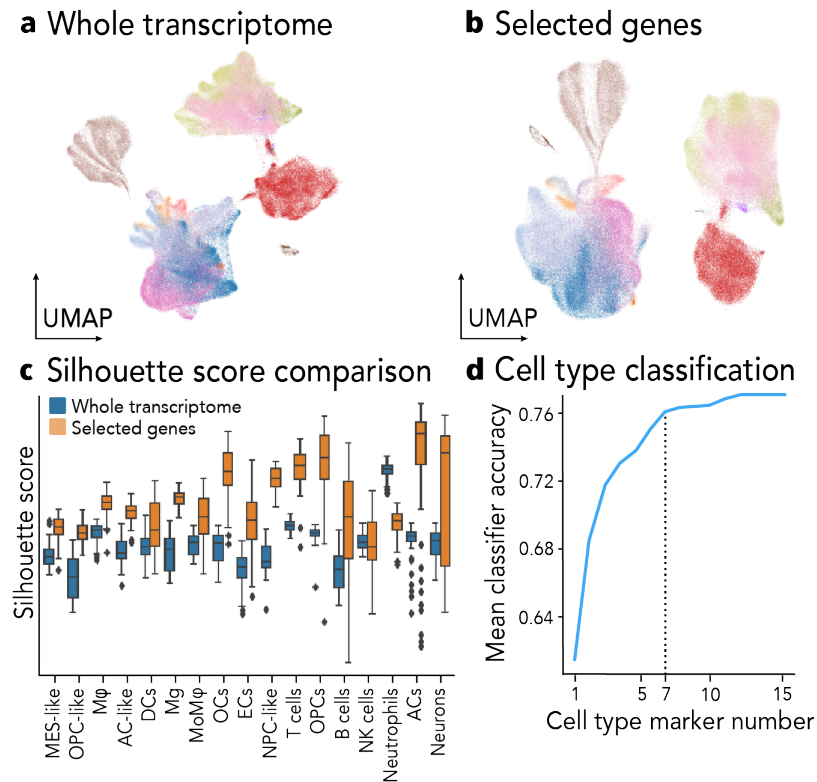 a Whole transcriptome
b Selected genes
UMAP
UMAP
c Silhouette score comparison
Whole transcriptome
Selected genes
Silhouette score
MES-like
OPC-like
Mφ
AC-like
DCs
Mg
MoMφ
OCs
ECs
NPC-like
T cells
OPCs
B cells
NK cells
Neutrophils
ACs
Neurons
d Cell type classification
Mean classifier accuracy
0.76
0.72
0.68
0.64
1 5 7 10 15
Cell type marker number